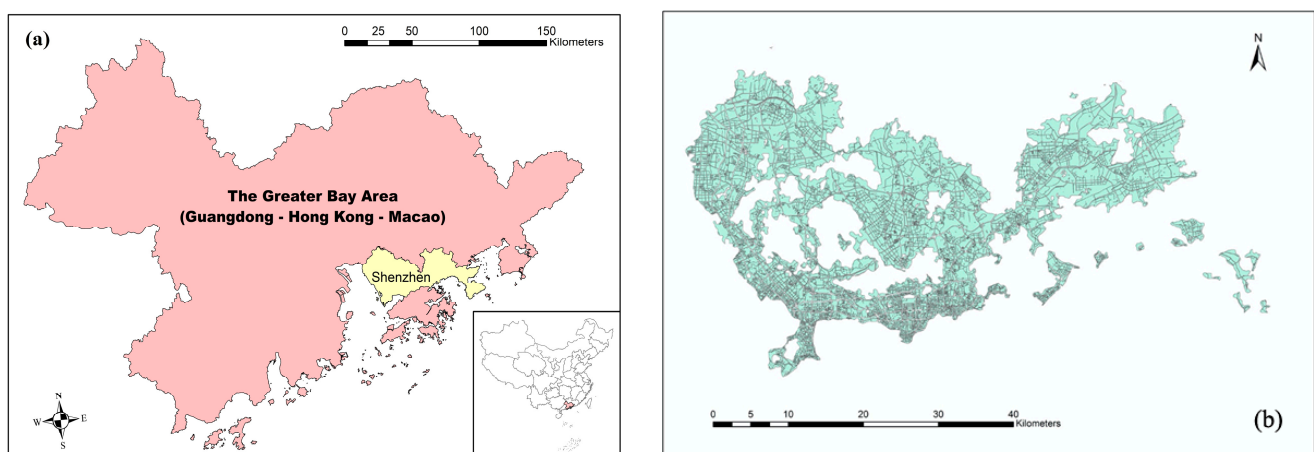 (a)
0 25 50 100 150
Kilometers
The Greater Bay Area
(Guangdong - Hong Kong - Macao)
Shenzhen
N
W E
S
N
0 5 10 20 30 40
Kilometers
(b)